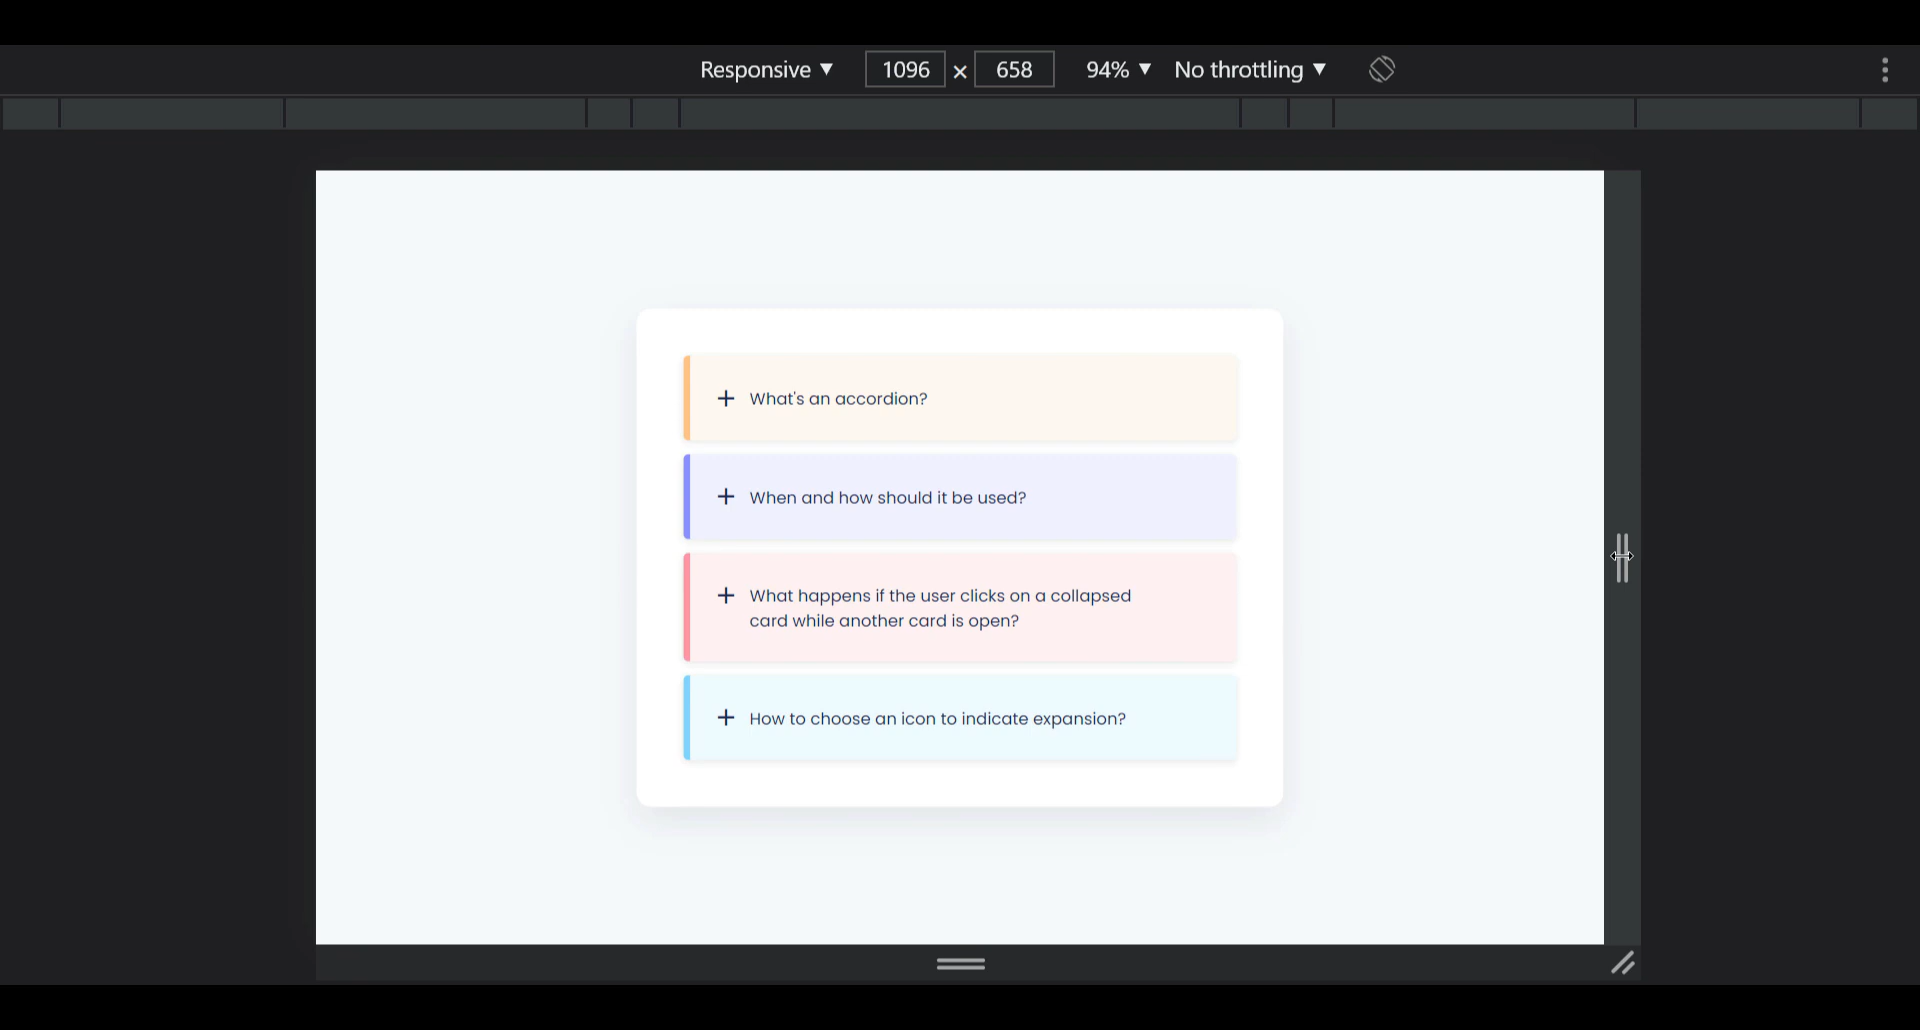 Responsive ▼ 1096 × 658 94% ▼ No throttling ▼
What's an accordion?
When and how should it be used?
What happens if the user clicks on a collapsed
card while another card is open?
How to choose an icon to indicate expansion?